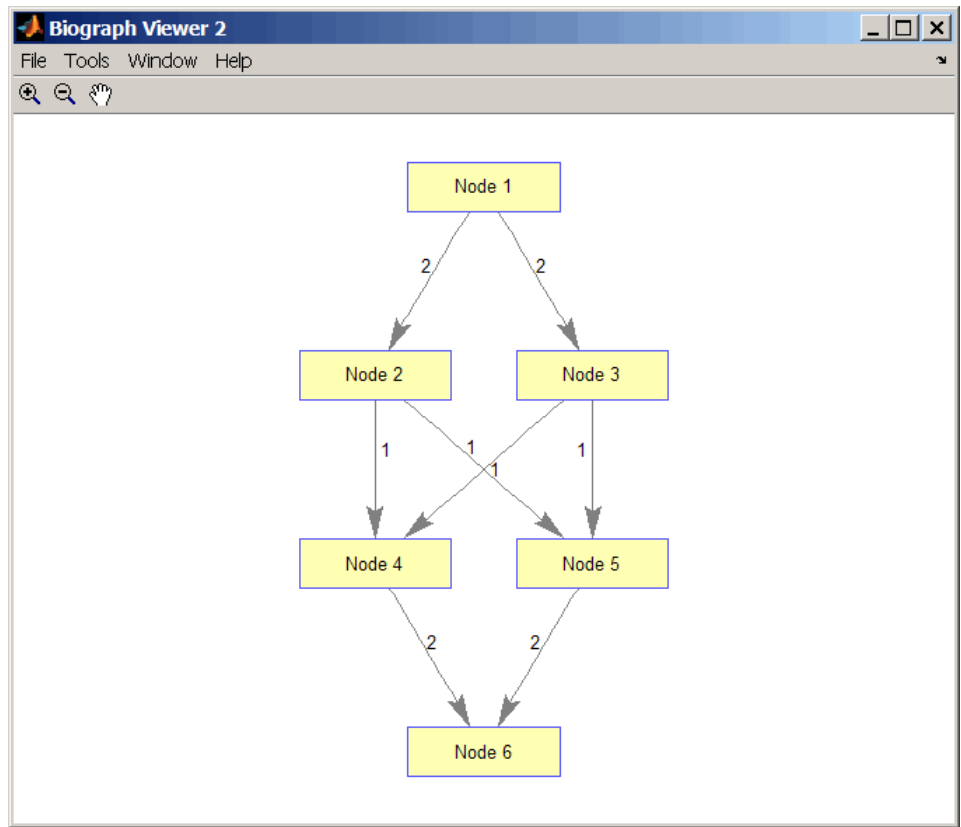 Biograph Viewer 2
File Tools Window Help
Node 1
2 2
Node 2 Node 3
1 1 1 1
Node 4 Node 5
2 2
Node 6